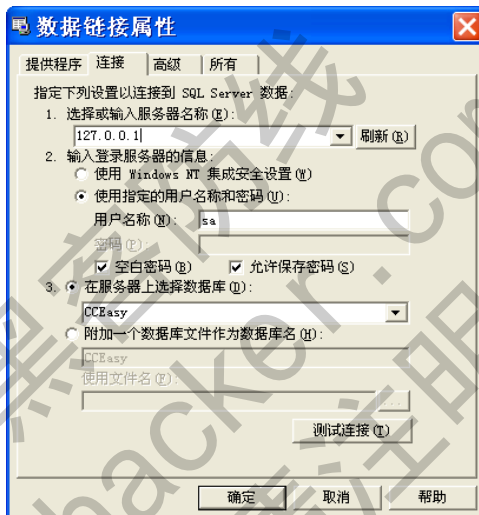 数据链接属性
提供程序 连接 高级 所有
指定下列设置以连接到 SQL Server 数据:
1. 选择或输入服务器名称(E):
127.0.0.1 刷新(R)
2. 输入登录服务器的信息:
使用 Windows NT 集成安全设置(W)
使用指定的用户名称和密码(U):
用户名称(N): sa
密码(P):
空白密码(B) 允许保存密码(S)
3. 在服务器上选择数据库(D):
CCEasy
附加一个数据库文件作为数据库名(H):
CCEasy
使用文件名(F):
...
测试连接(T)
确定 取消 帮助